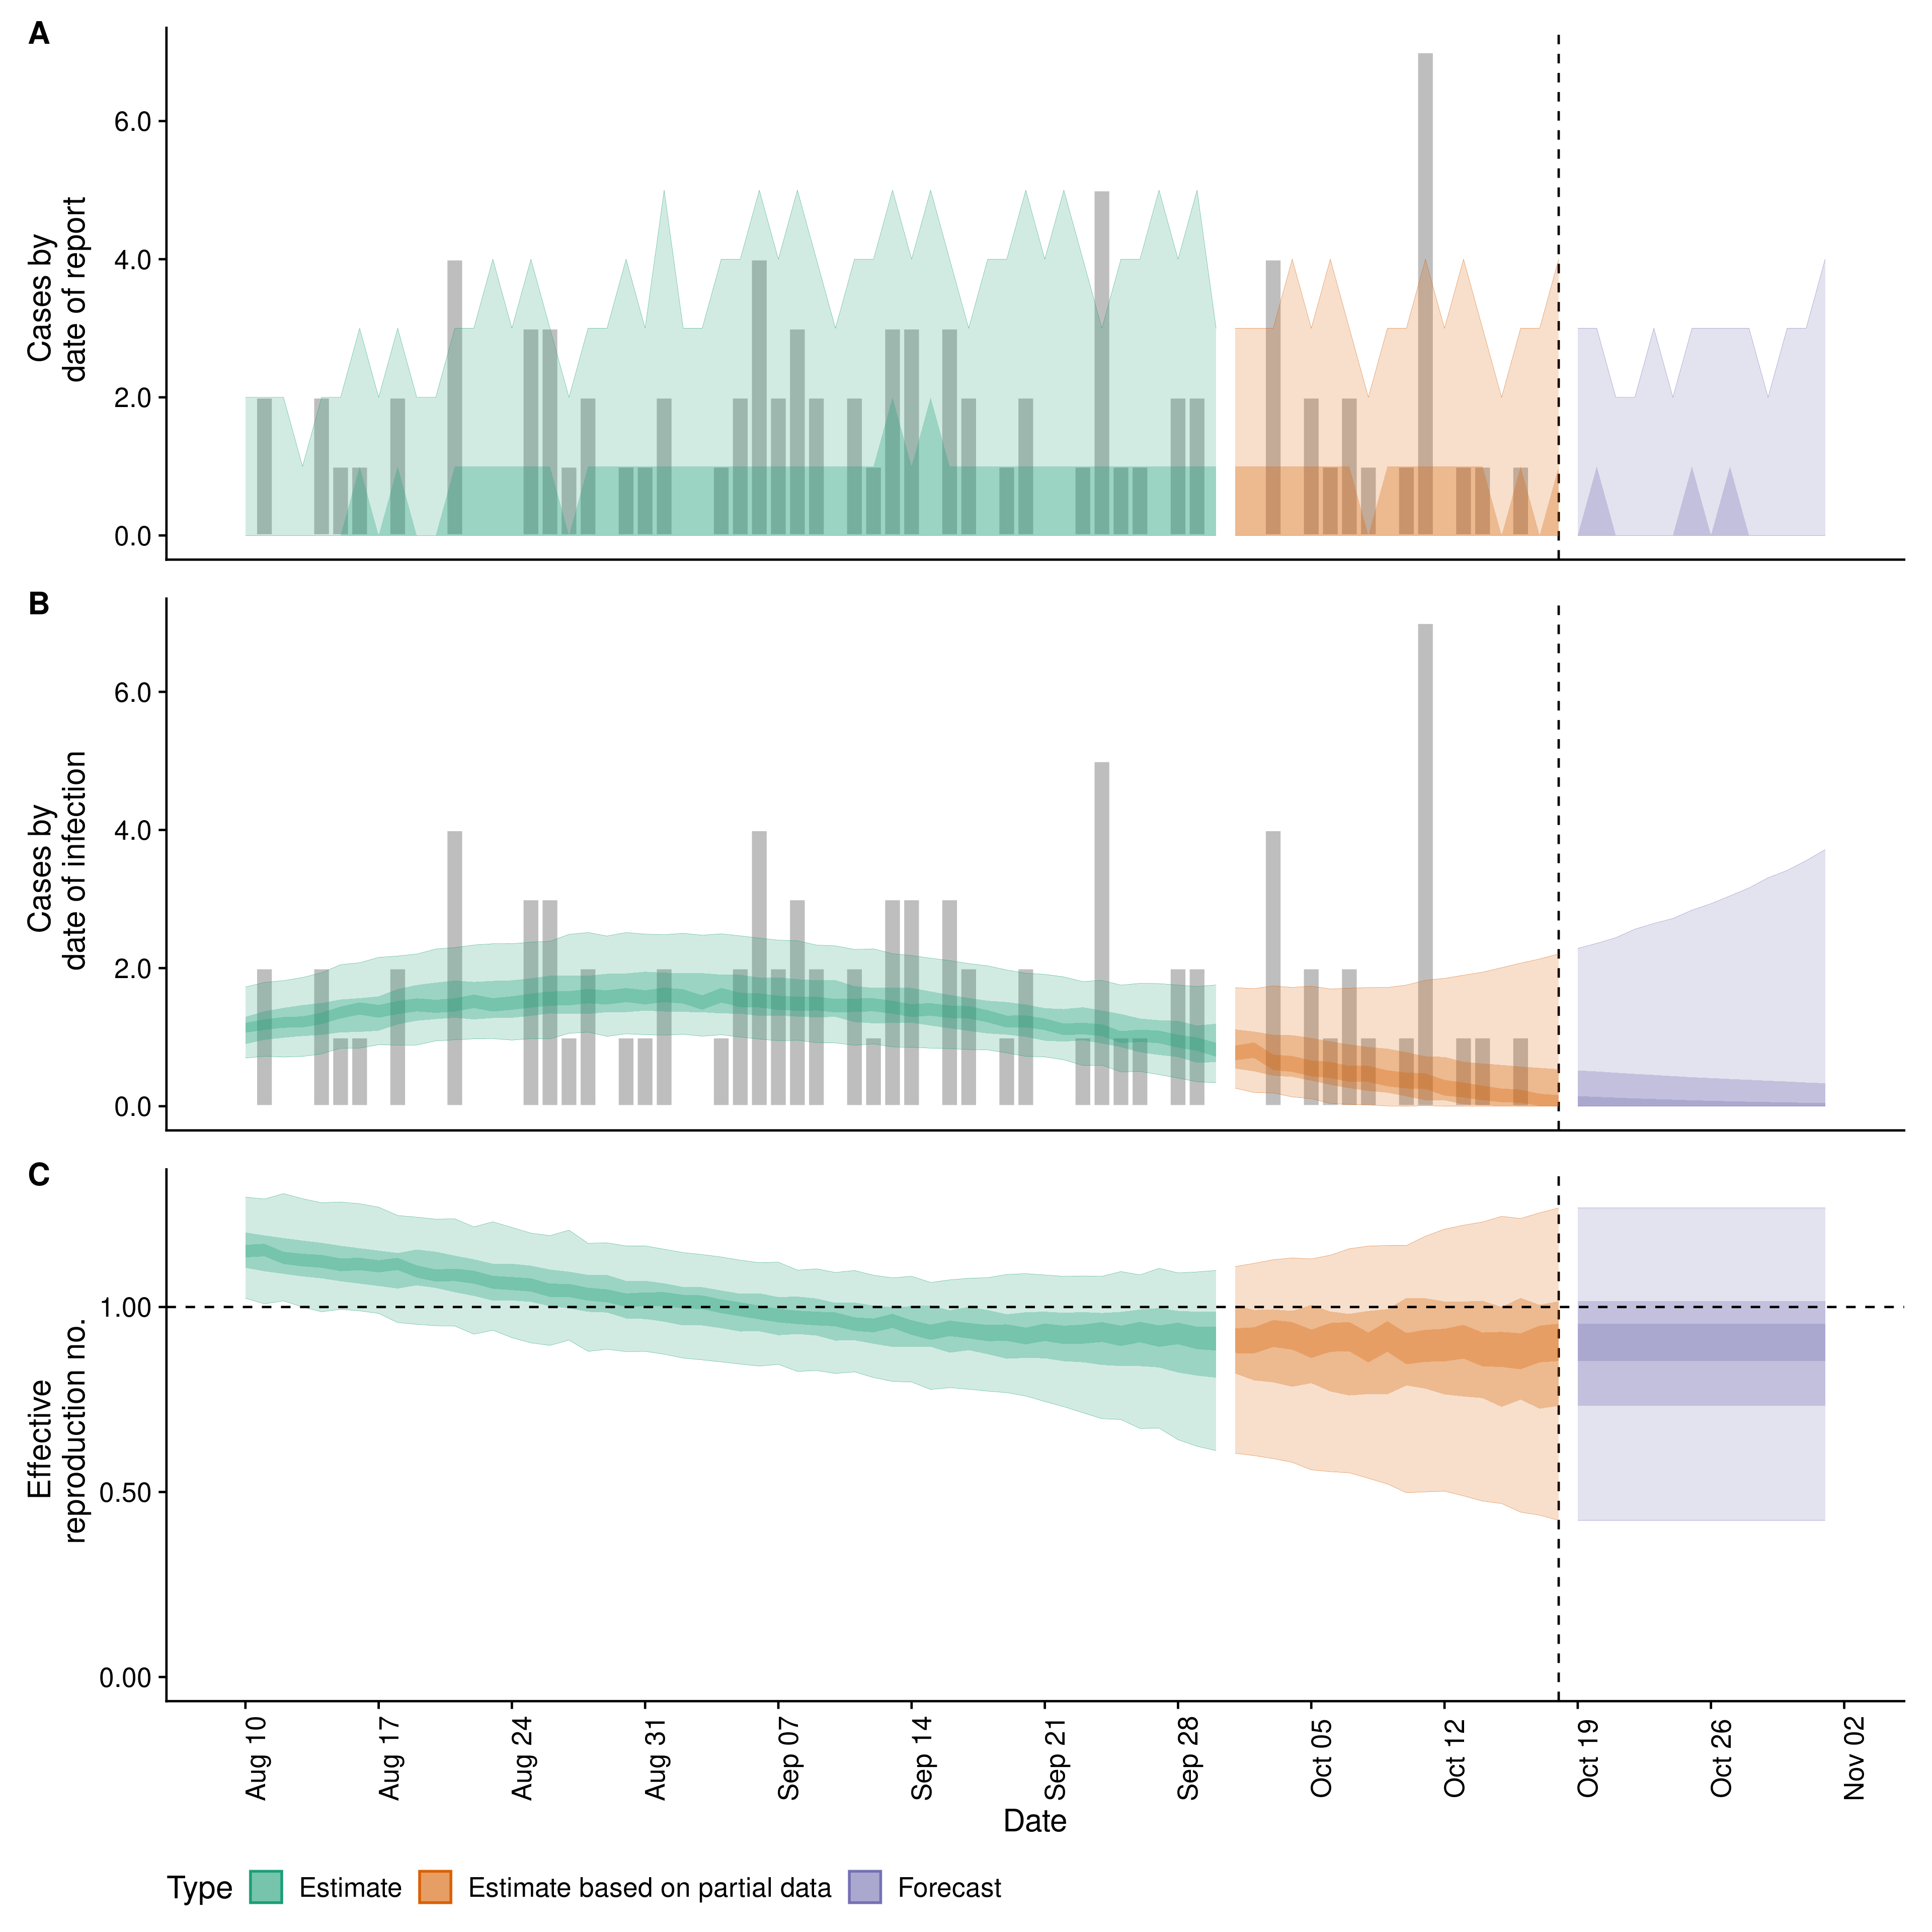 A
Cases by
date of report
6.0
4.0
2.0
0.0
B
Cases by
date of infection
6.0
4.0
2.0
0.0
C
Effective
reproduction no.
1.00
0.50
0.00
Aug 10
Aug 17
Aug 24
Aug 31
Sep 07
Sep 14
Sep 21
Sep 28
Oct 05
Oct 12
Oct 19
Oct 26
Nov 02
Date
Type Estimate Estimate based on partial data Forecast